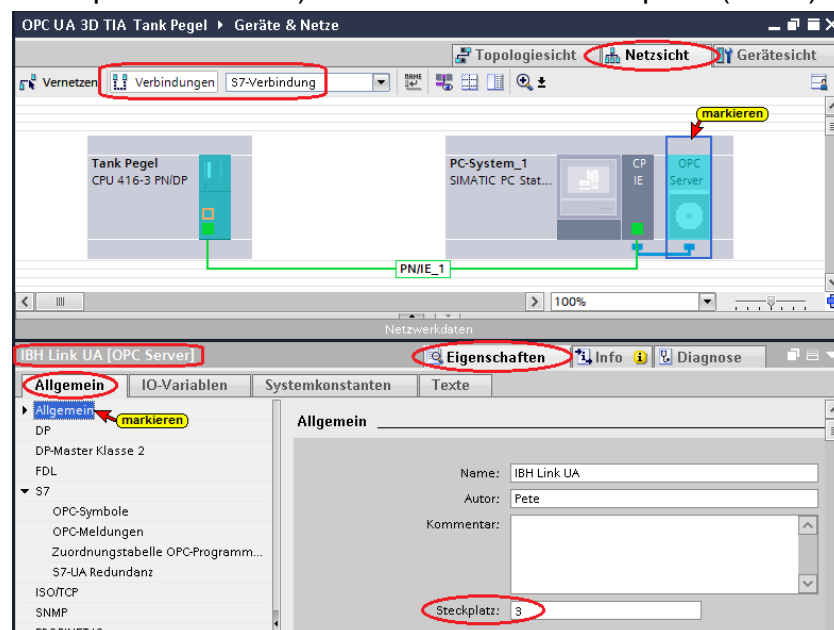 OPC UA 3D TIA Tank Pegel ▸ Geräte & Netze
Topologiesicht Netzsicht Gerätesicht
Vernetzen Verbindungen S7-Verbindung
markieren
Tank Pegel
CPU 416-3 PN/DP
PC-System_1
SIMATIC PC Stat...
CP
IE
OPC
Server
PN/IE_1
100%
Netzwerkdaten
IBH Link UA [OPC Server]
Eigenschaften Info Diagnose
Allgemein IO-Variablen Systemkonstanten Texte
Allgemein
markieren
DP
DP-Master Klasse 2
FDL
S7
OPC-Symbole
OPC-Meldungen
Zuordnungstabelle OPC-Programm...
S7-UA Redundanz
ISO/TCP
SNMP
Allgemein
Name: IBH Link UA
Autor: Pete
Kommentar:
Steckplatz: 3